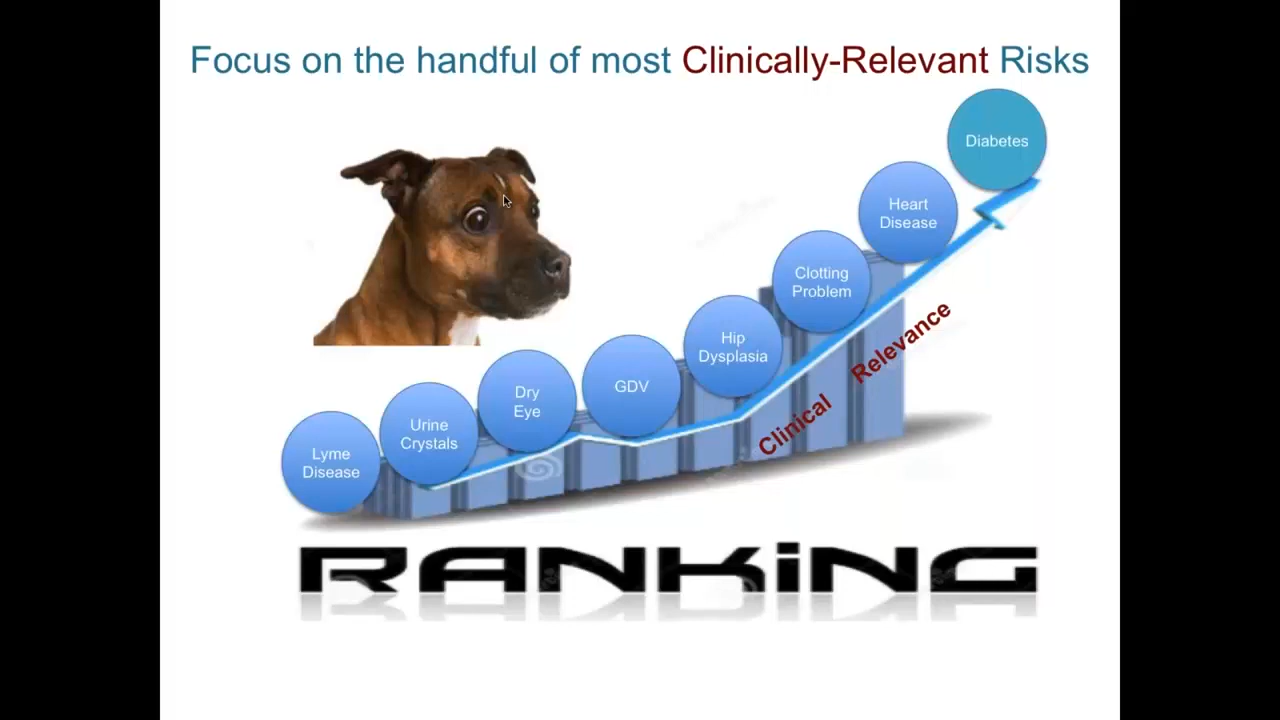 Focus on the handful of most Clinically-Relevant Risks
Diabetes
Heart
Disease
Clotting
Problem
Hip
Dysplasia
GDV
Dry
Eye
Urine
Crystals
Lyme
Disease
Clinical Relevance
RANKiNG